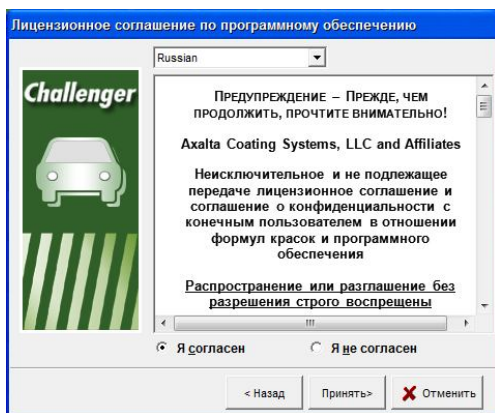 Лицензионное соглашение по программному обеспечению
Russian
Challenger
Предупреждение – Прежде, чем
продолжить, прочтите внимательно!
Axalta Coating Systems, LLC and Affiliates
Неисключительное и не подлежащее
передаче лицензионное соглашение и
соглашение о конфиденциальности с
конечным пользователем в отношении
формул красок и программного
обеспечения
Распространение или разглашение без
разрешения строго воспрещены
Я согласен
Я не согласен
< Назад
Принять>
Отменить